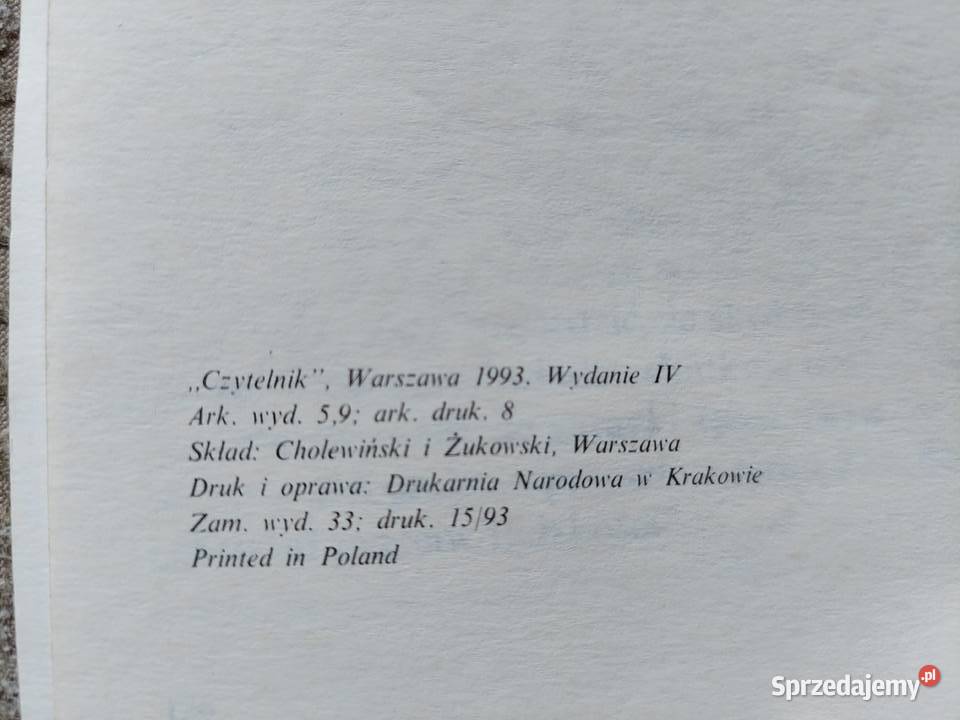 „Czytelnik”, Warszawa 1993. Wydanie IV
Ark. wyd. 5,9; ark. druk. 8
Skład: Cholewiński i Żukowski, Warszawa
Druk i oprawa: Drukarnia Narodowa w Krakowie
Zam. wyd. 33; druk. 15/93
Printed in Poland
Sprzedajemy.pl